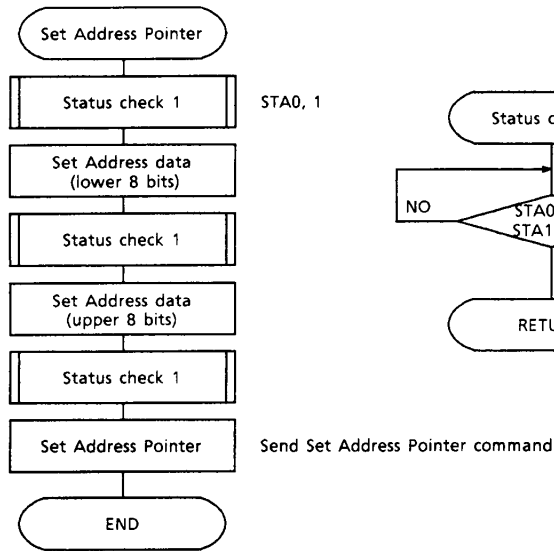 Set Address Pointer
Status check 1
STA0, 1
Set Address data
(lower 8 bits)
Status check 1
Set Address data
(upper 8 bits)
Status check 1
Set Address Pointer
Send Set Address Pointer command
END
Status
NO
STA0
STA1